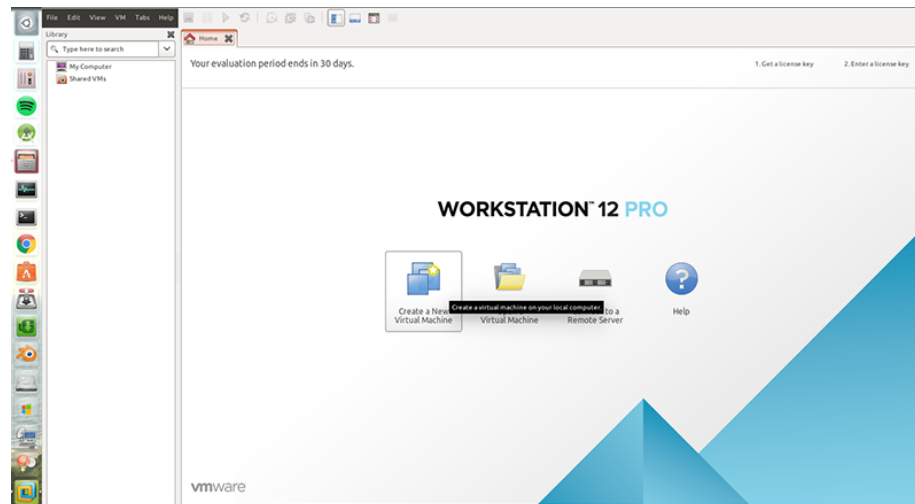 File Edit View VM Tabs Help
Library
Type here to search
My Computer
Shared VMs
Home
Your evaluation period ends in 30 days.
1. Get a license key
2. Enter a license key
WORKSTATION™ 12 PRO
Create a New
Virtual Machine
Create a virtual machine on your local computer.
Virtual Machine
to a
Remote Server
Help
vmware